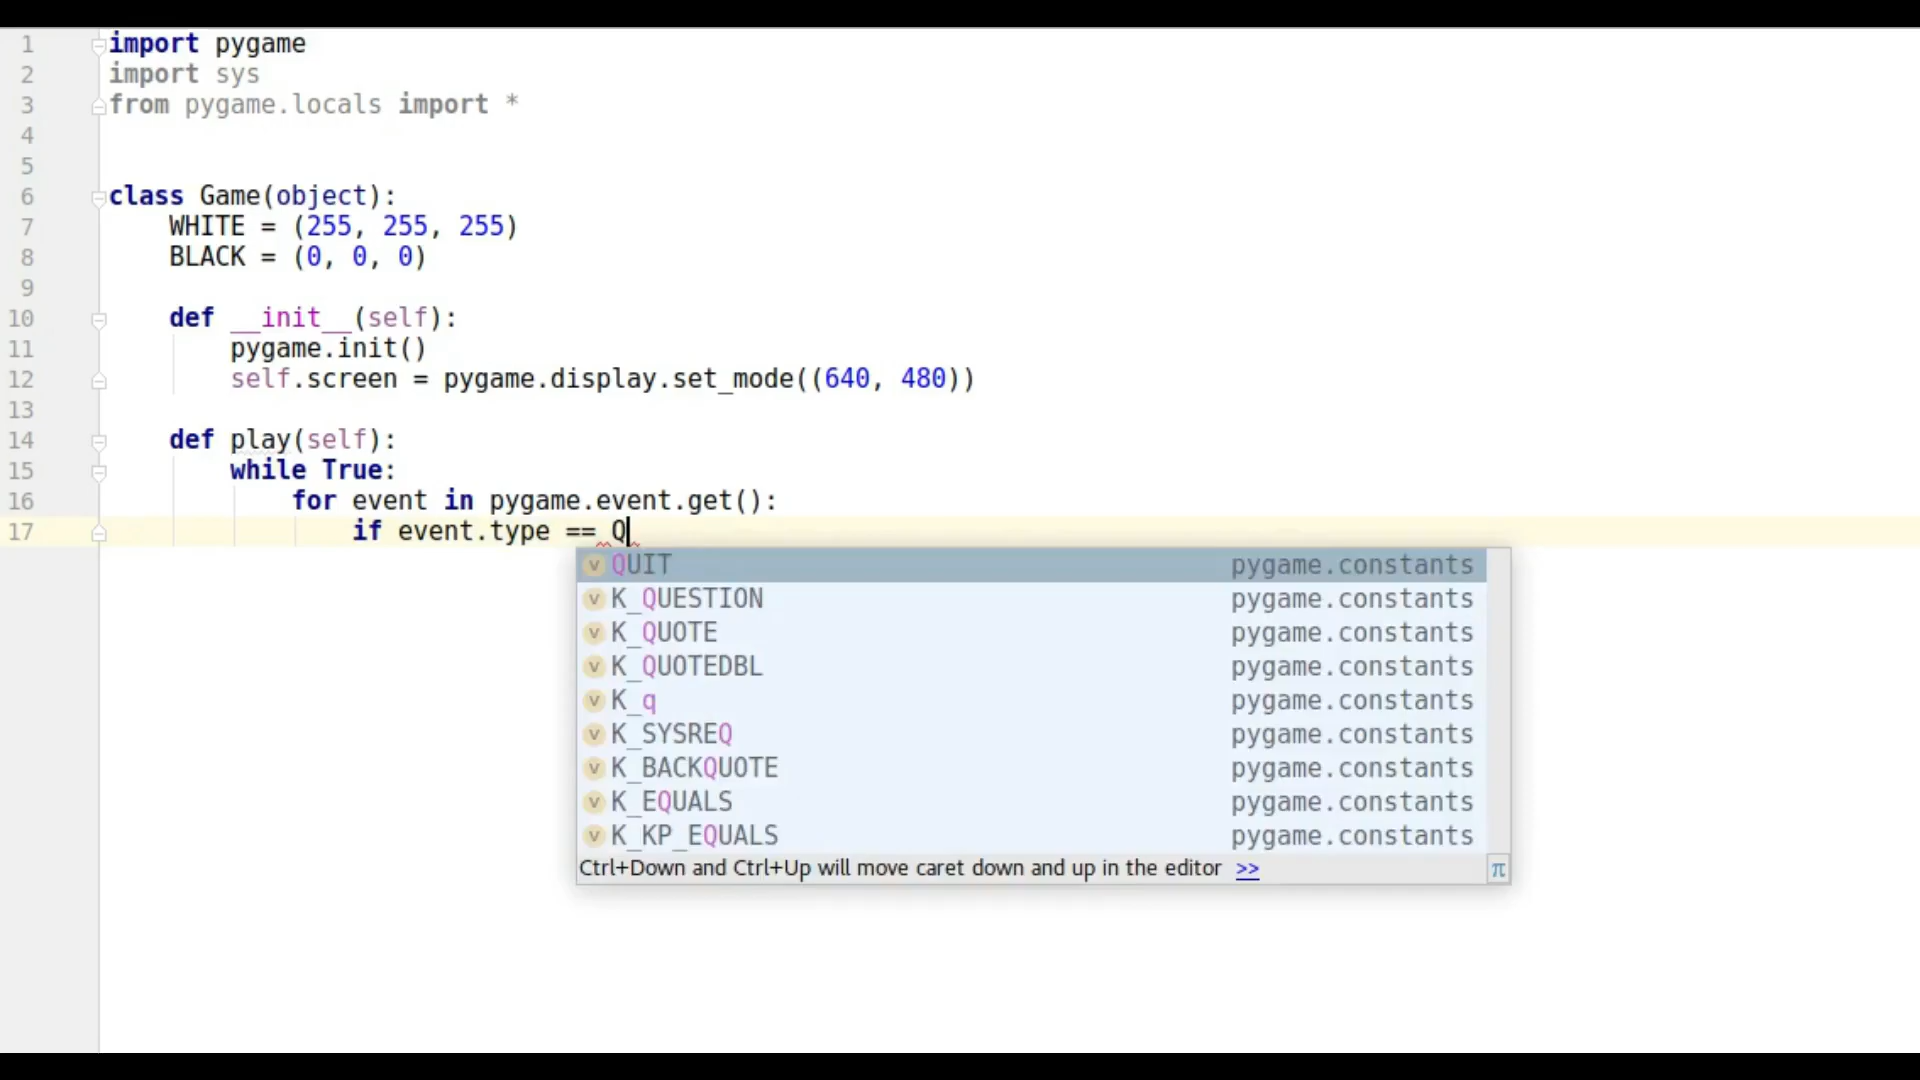 1 import pygame
2 import sys
3 from pygame.locals import *
4
5
6 class Game(object):
7     WHITE = (255, 255, 255)
8     BLACK = (0, 0, 0)
9
10     def __init__(self):
11         pygame.init()
12         self.screen = pygame.display.set_mode((640, 480))
13
14     def play(self):
15         while True:
16             for event in pygame.event.get():
17                 if event.type == Q
v QUIT pygame.constants
v K_QUESTION pygame.constants
v K_QUOTE pygame.constants
v K_QUOTEDBL pygame.constants
v K_q pygame.constants
v K_SYSREQ pygame.constants
v K_BACKQUOTE pygame.constants
v K_EQUALS pygame.constants
v K_KP_EQUALS pygame.constants
Ctrl+Down and Ctrl+Up will move caret down and up in the editor >> π